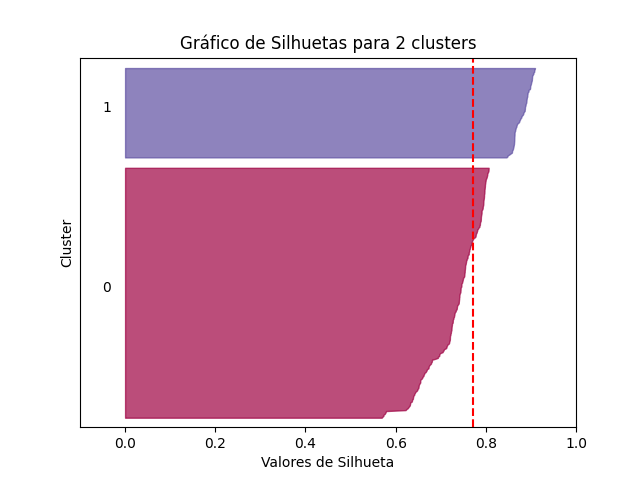 Gráfico de Silhuetas para 2 clusters
1
0
Cluster
0.0 0.2 0.4 0.6 0.8 1.0
Valores de Silhueta